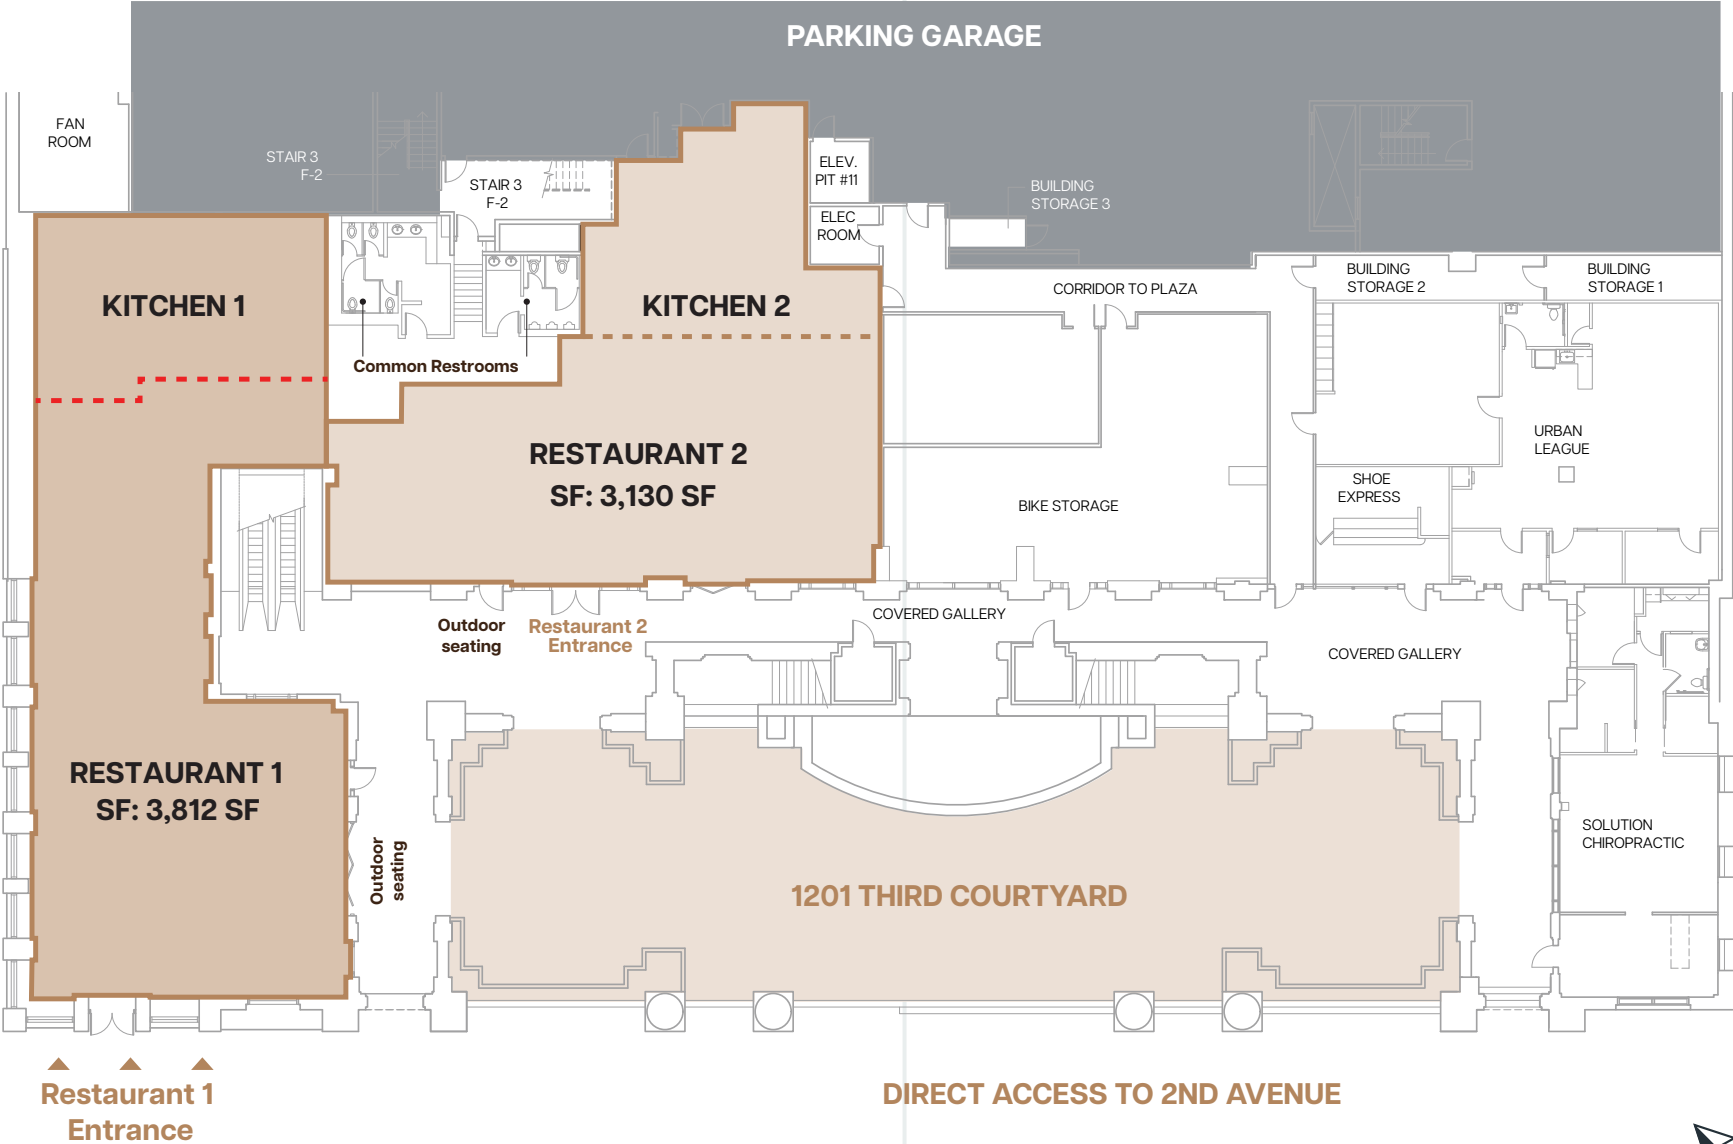 PARKING GARAGE
FAN
ROOM
STAIR 3
F-2
STAIR 3
F-2
ELEV.
PIT #11
BUILDING
STORAGE 3
ELEC
ROOM
KITCHEN 1
KITCHEN 2
CORRIDOR TO PLAZA
BUILDING
STORAGE 2
BUILDING
STORAGE 1
Common Restrooms
RESTAURANT 2
SF: 3,130 SF
BIKE STORAGE
URBAN
LEAGUE
SHOE
EXPRESS
Outdoor
seating
Restaurant 2
Entrance
COVERED GALLERY
COVERED GALLERY
RESTAURANT 1
SF: 3,812 SF
Outdoor
seating
SOLUTION
CHIROPRACTIC
1201 THIRD COURTYARD
Restaurant 1
Entrance
DIRECT ACCESS TO 2ND AVENUE